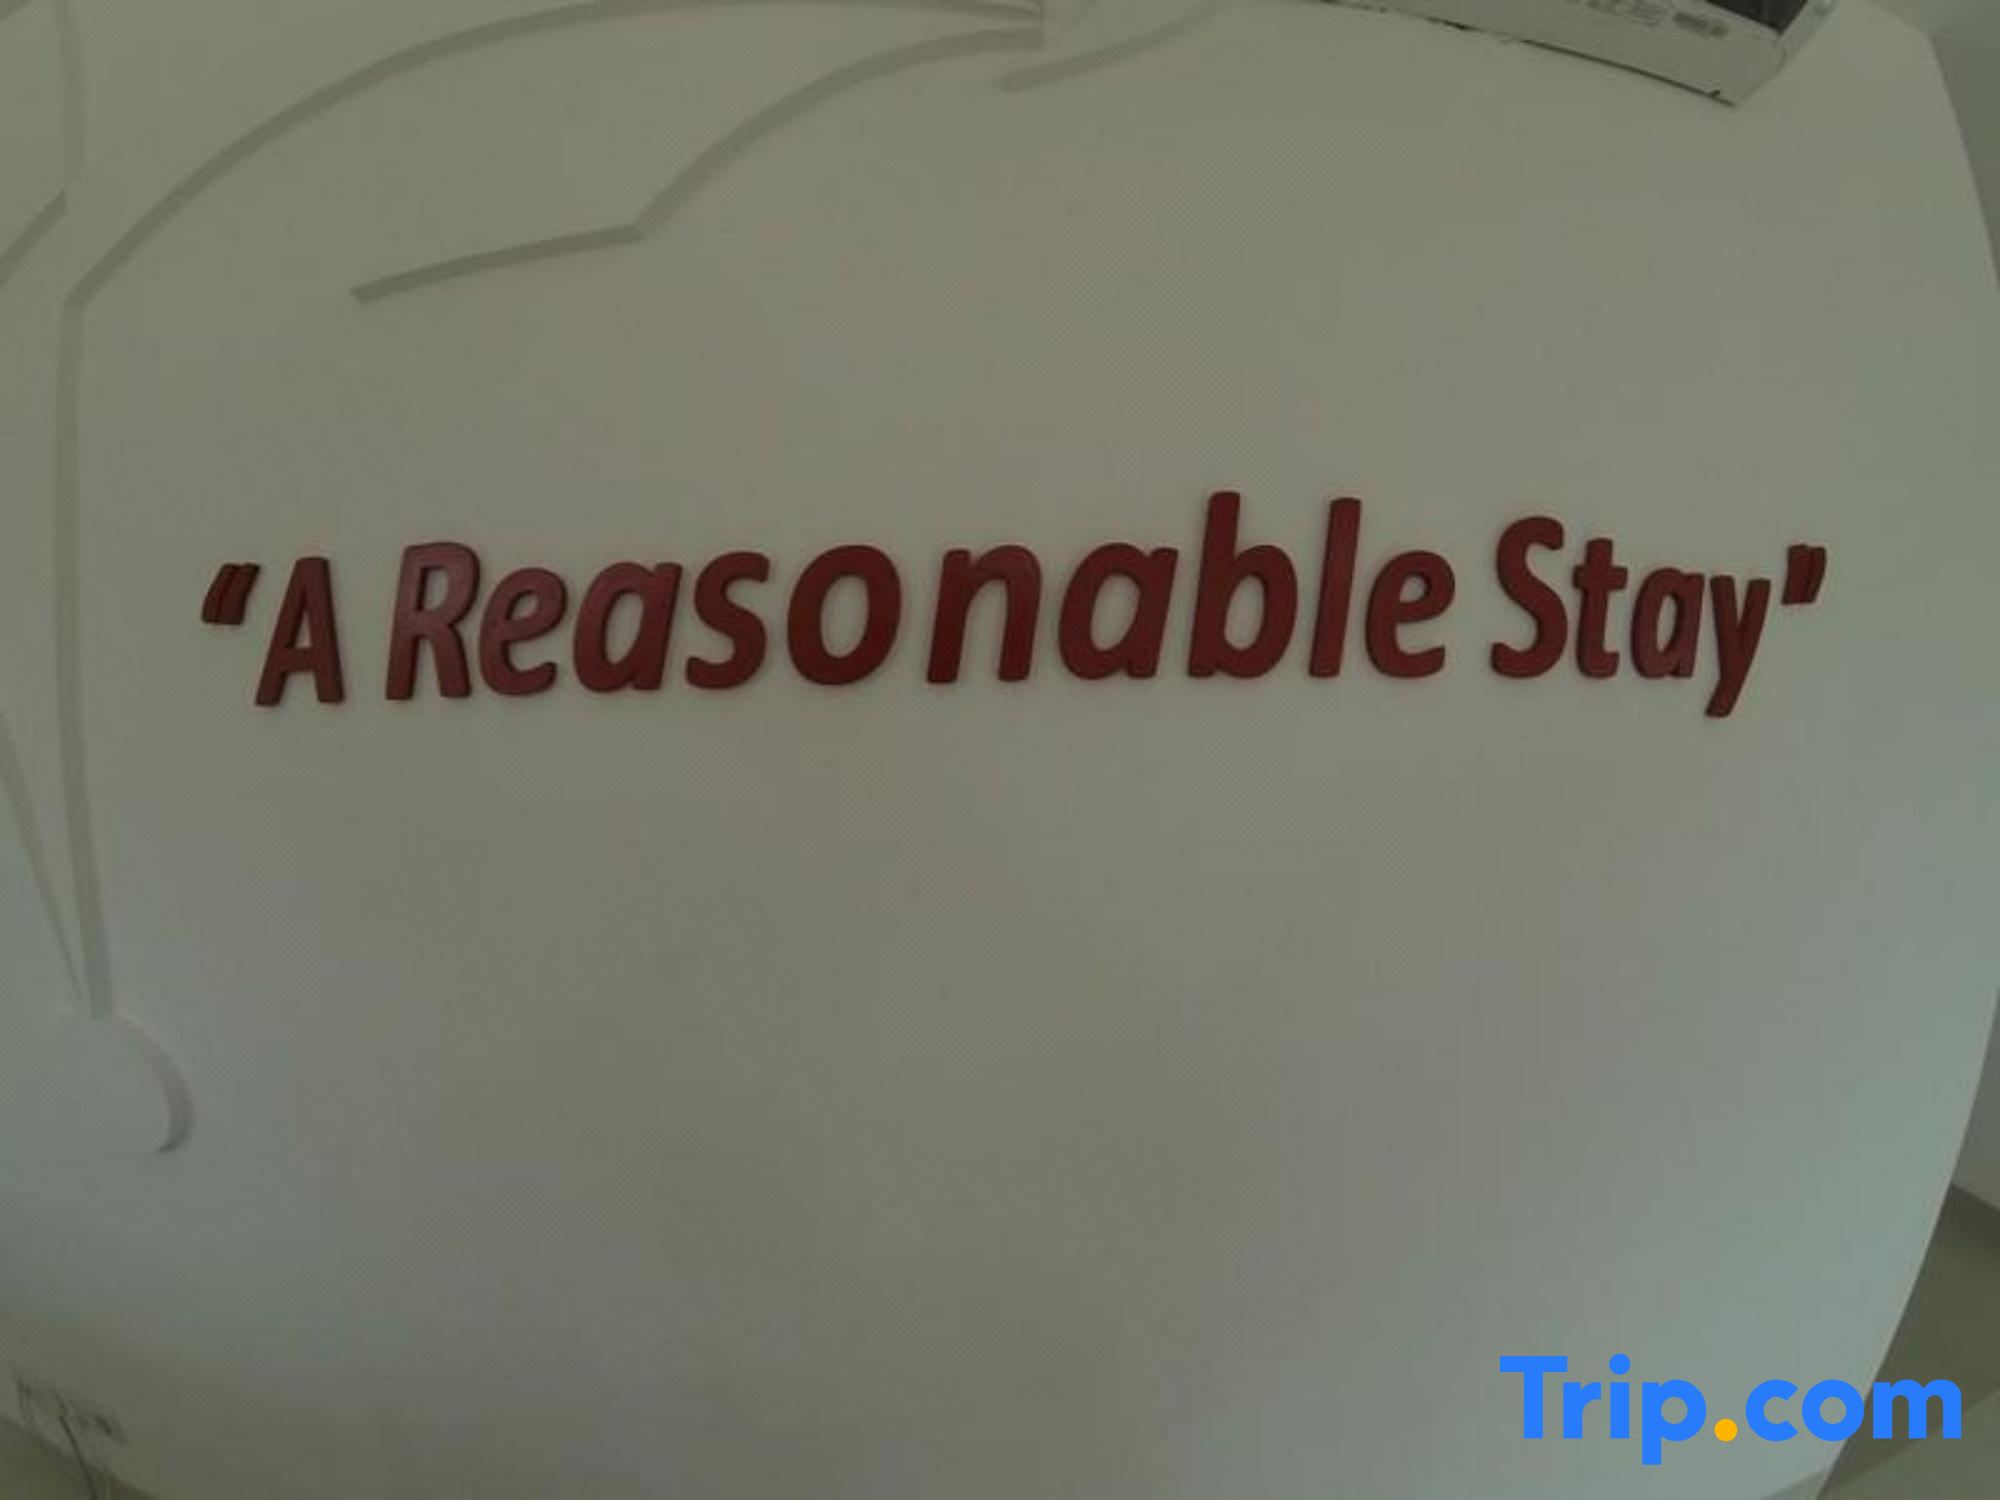 “A Reasonable Stay”
Trip.com